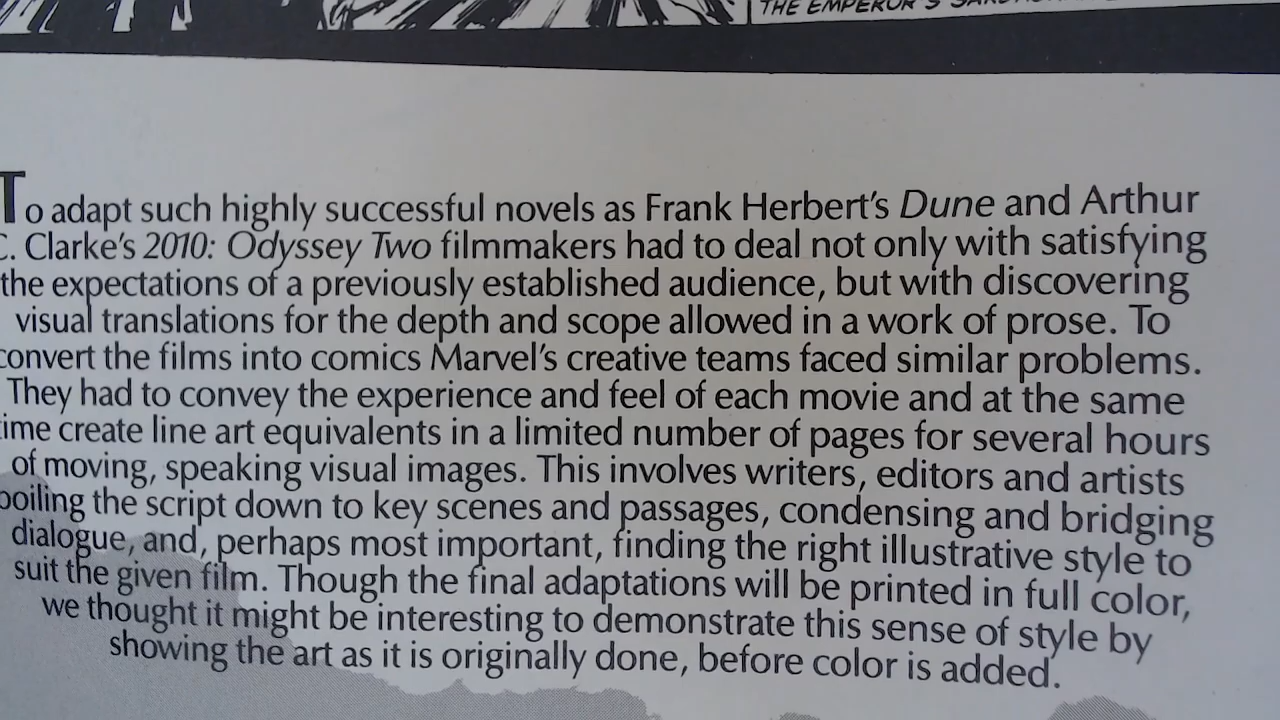 THE EMPEROR'S
To adapt such highly successful novels as Frank Herbert's Dune and Arthur
C. Clarke's 2010: Odyssey Two filmmakers had to deal not only with satisfying
the expectations of a previously established audience, but with discovering
visual translations for the depth and scope allowed in a work of prose. To
convert the films into comics Marvel's creative teams faced similar problems.
They had to convey the experience and feel of each movie and at the same
time create line art equivalents in a limited number of pages for several hours
of moving, speaking visual images. This involves writers, editors and artists
boiling the script down to key scenes and passages, condensing and bridging
dialogue, and, perhaps most important, finding the right illustrative style to
suit the given film. Though the final adaptations will be printed in full color,
we thought it might be interesting to demonstrate this sense of style by
showing the art as it is originally done, before color is added.